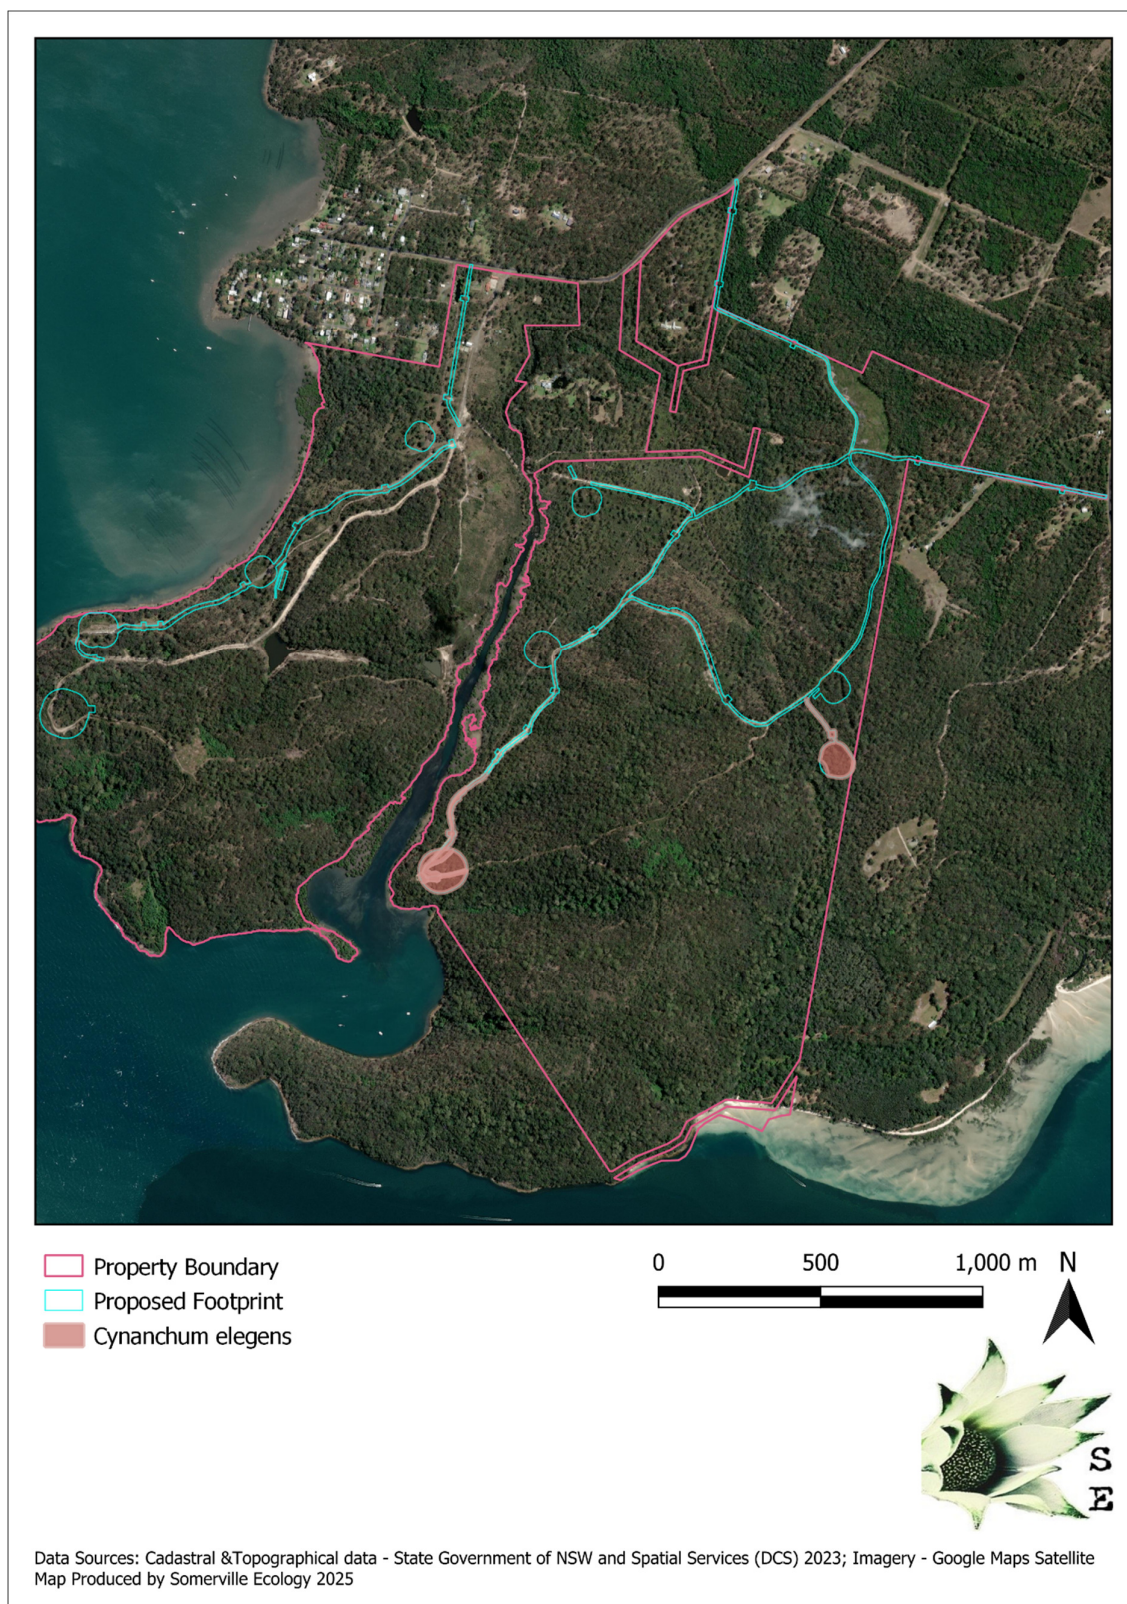 Property Boundary
Proposed Footprint
Cynanchum elegens
0 500 1,000 m N
S
E
Data Sources: Cadastral &Topographical data - State Government of NSW and Spatial Services (DCS) 2023; Imagery - Google Maps Satellite
Map Produced by Somerville Ecology 2025